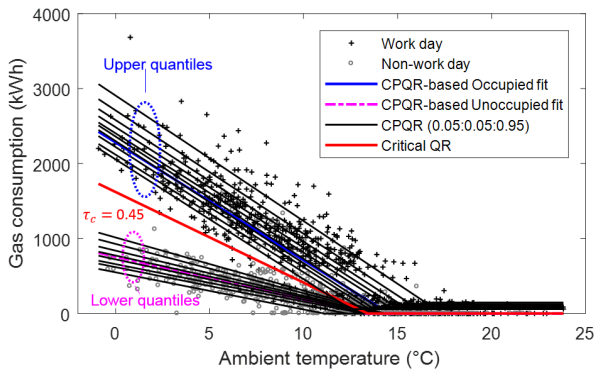 4000
3000
2000
1000
0
Gas consumption (kWh)
Upper quantiles
Work day
Non-work day
CPQR-based Occupied fit
CPQR-based Unoccupied fit
CPQR (0.05:0.05:0.95)
Critical QR
τc = 0.45
Lower quantiles
0
5
10
15
20
25
Ambient temperature (°C)